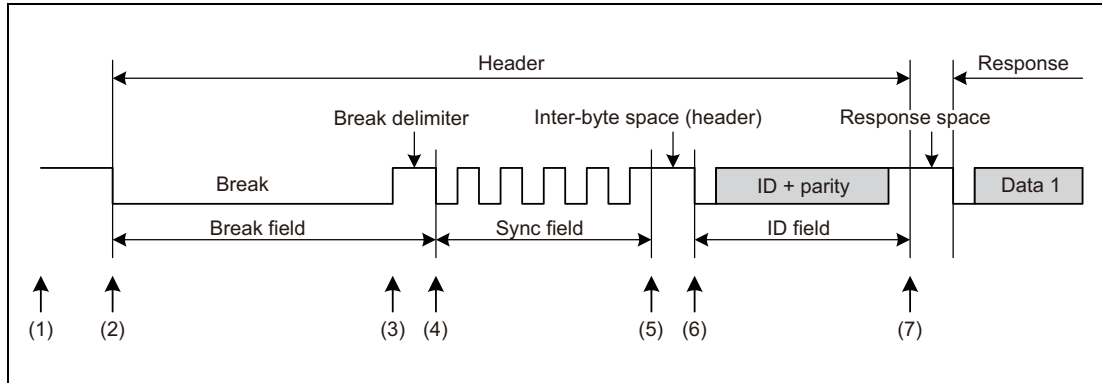 Header
Response
Break delimiter
Inter-byte space (header)
Response space
Break
ID + parity
Data 1
Break field
Sync field
ID field
(1)
(2)
(3)
(4)
(5)
(6)
(7)